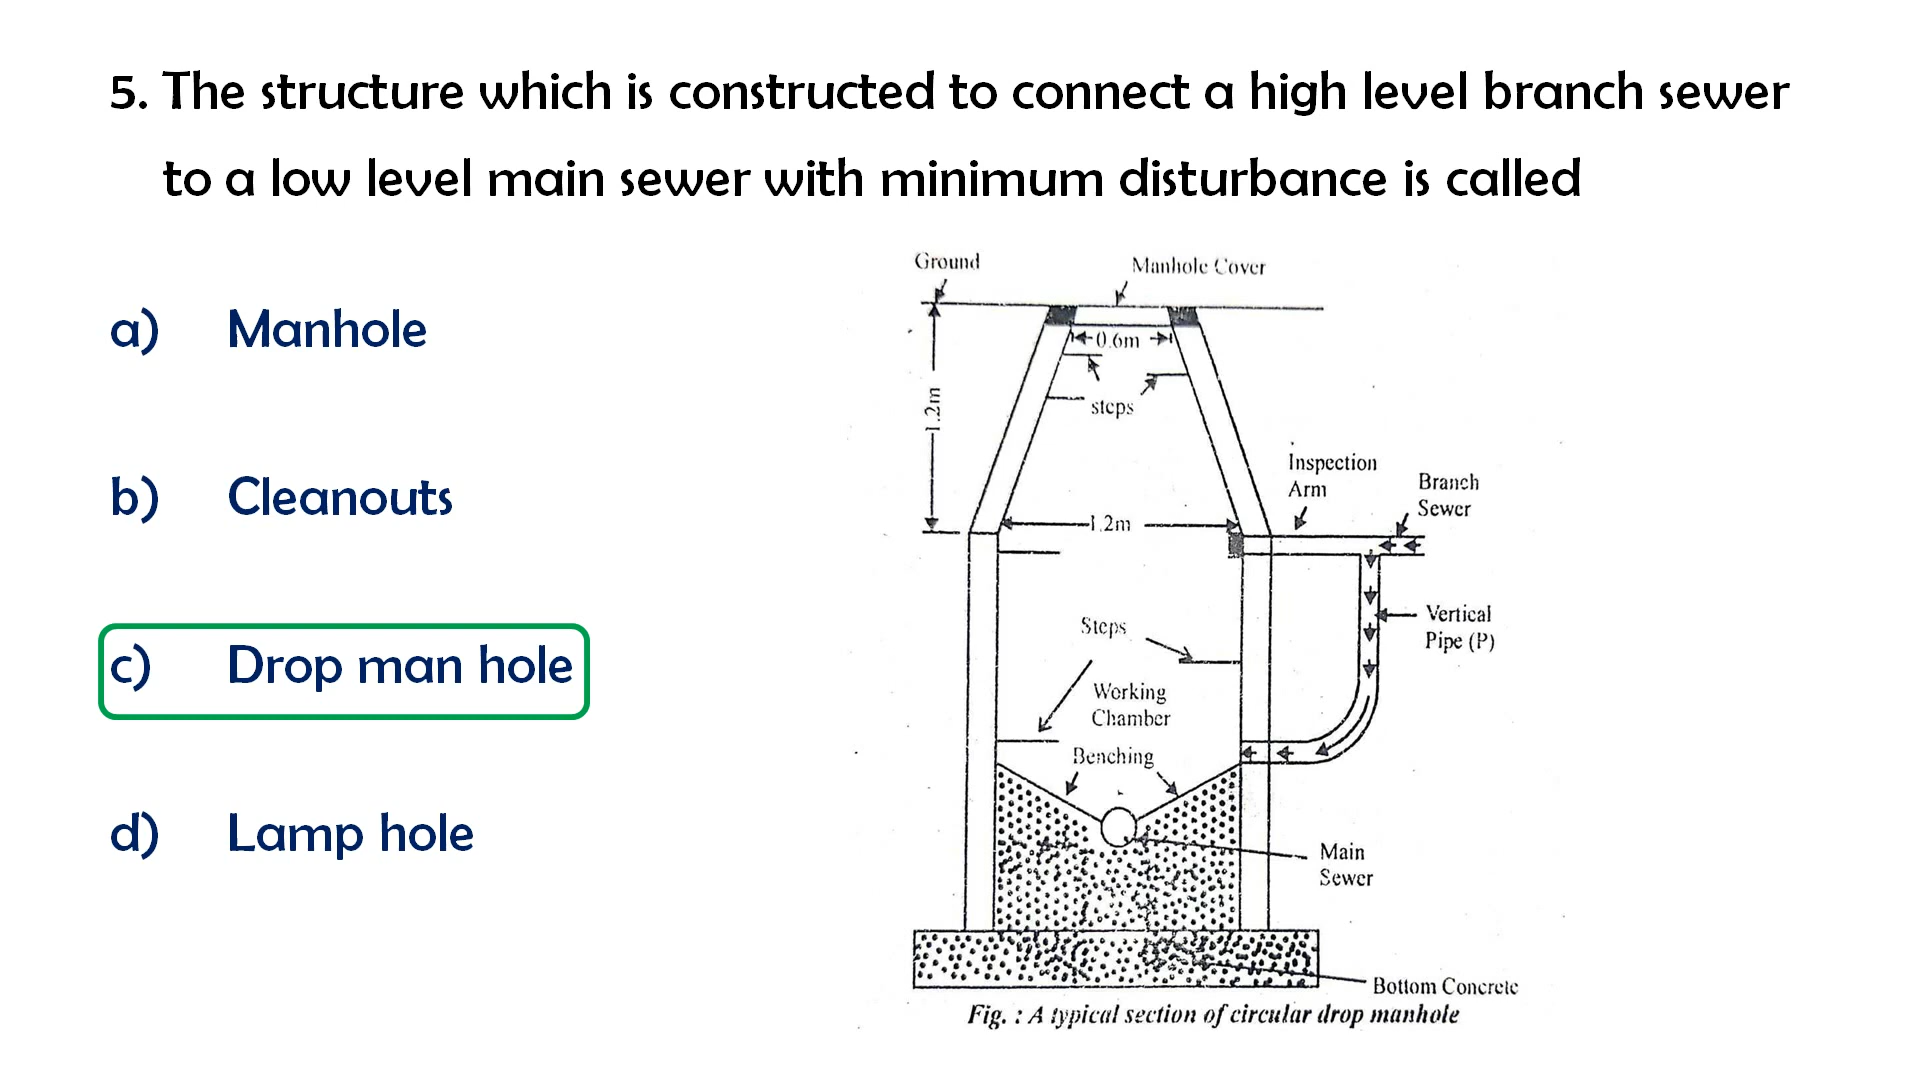 5. The structure which is constructed to connect a high level branch sewer
to a low level main sewer with minimum disturbance is called
a) Manhole
b) Cleanouts
c) Drop man hole
d) Lamp hole
Ground
Manhole Cover
0.6m
1.2m
steps
Inspection
Arm
Branch
Sewer
1.2m
Steps
Vertical
Pipe (P)
Working
Chamber
Benching
Main
Sewer
Bottom Concrete
Fig. : A typical section of circular drop manhole